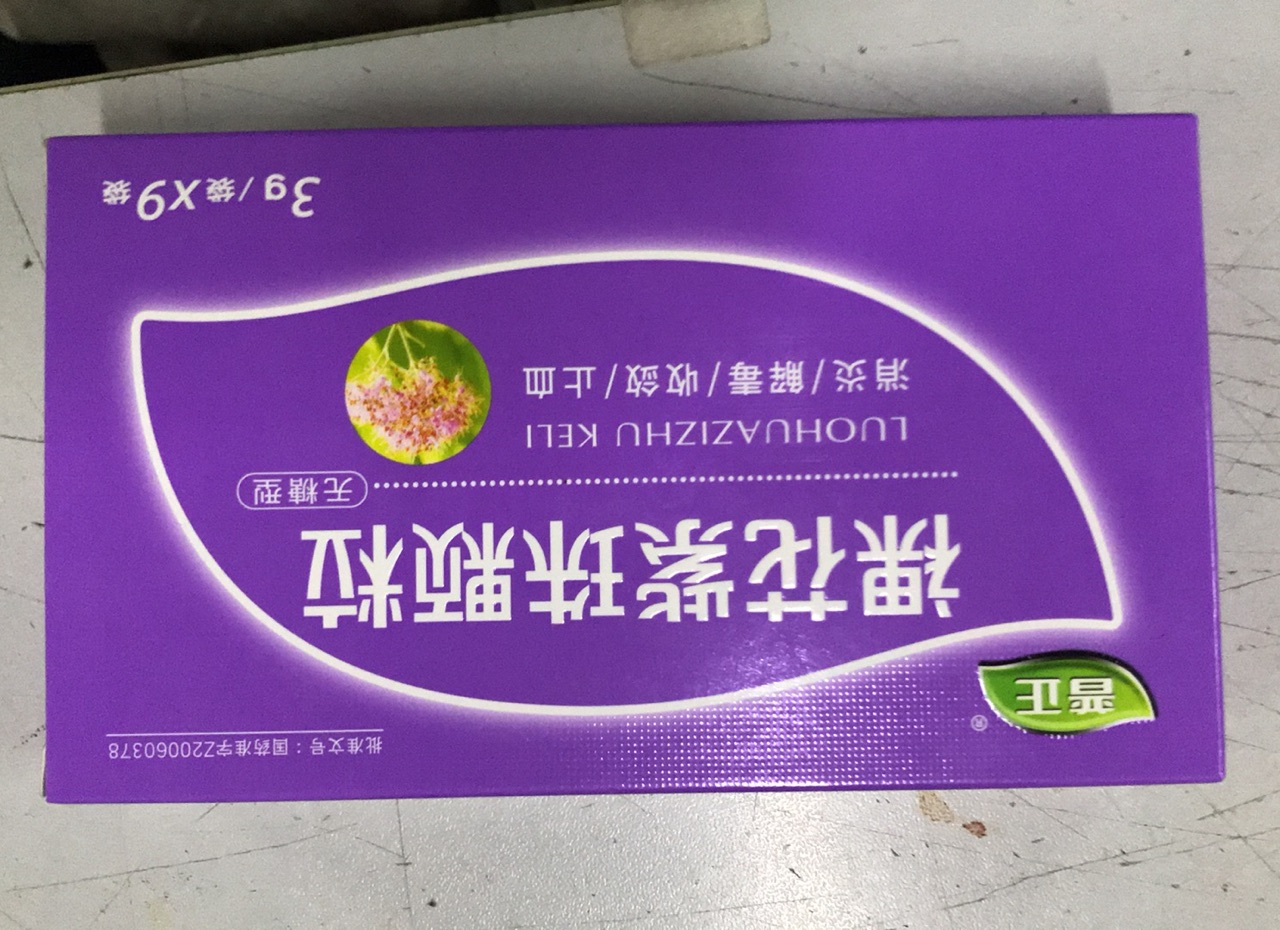 批准文号：国药准字Z20060378
普正®
裸花紫珠颗粒
无糖型
LUOHUAZIZHU KELI
消炎/解毒/收敛/止血
3g/袋X9袋